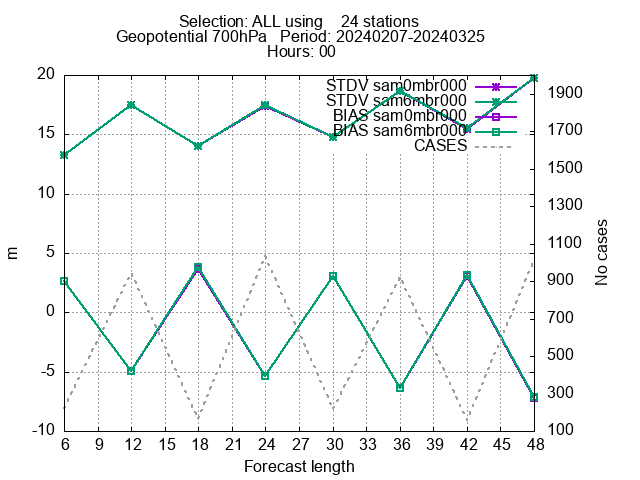 Selection: ALL using    24 stations
Geopotential 700hPa   Period: 20240207-20240325
Hours: 00
STDV sam0mbr000
STDV sam6mbr000
BIAS sam0mbr000
BIAS sam6mbr000
CASES
20
15
10
5
0
-5
-10
m
1900
1700
1500
1300
1100
900
700
500
300
100
No cases
6 9 12 15 18 21 24 27 30 33 36 39 42 45 48
Forecast length